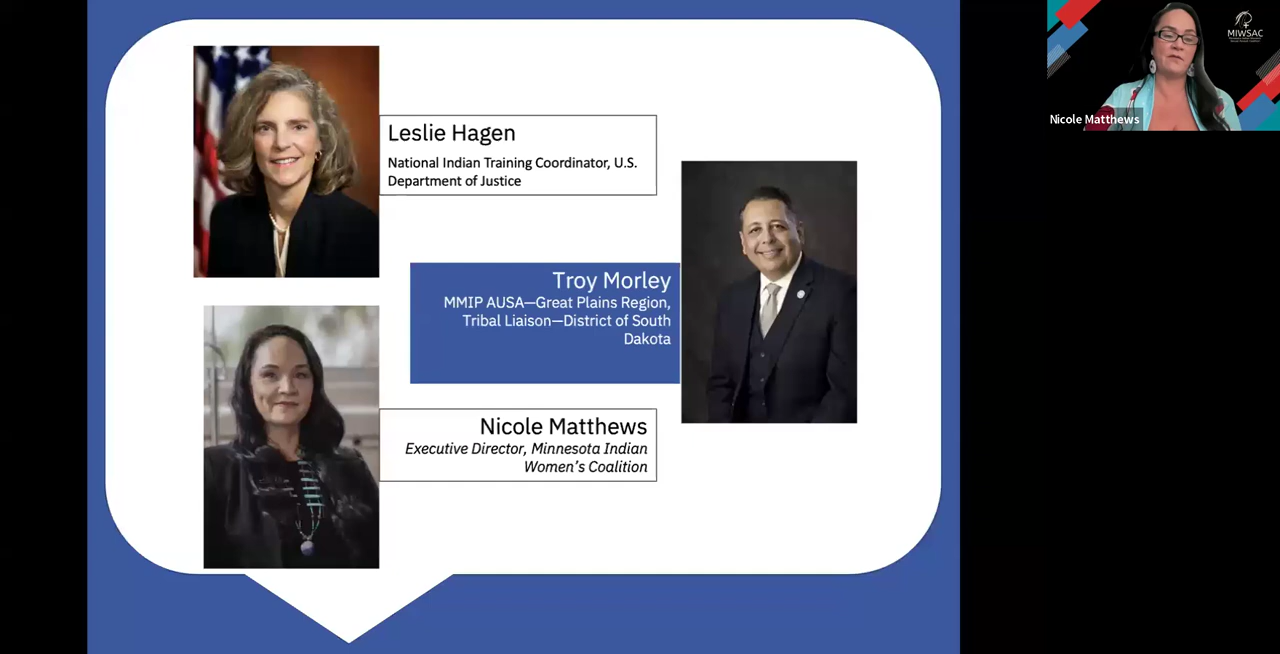 Leslie Hagen
National Indian Training Coordinator, U.S.
Department of Justice
Troy Morley
MMIP AUSA—Great Plains Region,
Tribal Liaison—District of South
Dakota
Nicole Matthews
Executive Director, Minnesota Indian
Women’s Coalition
MIWSAC
Nicole Matthews